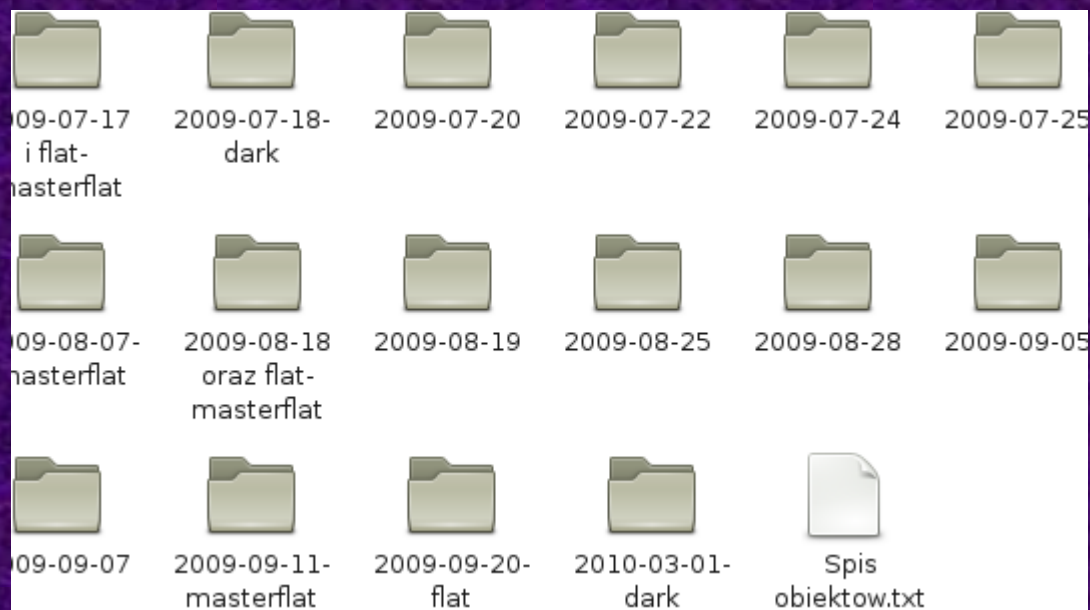 09-07-17 2009-07-18- 2009-07-20 2009-07-22 2009-07-24 2009-07-25
i flat- dark
asterflat
09-08-07- 2009-08-18 2009-08-19 2009-08-25 2009-08-28 2009-09-05
asterflat oraz flat-
masterflat
09-09-07 2009-09-11- 2009-09-20- 2010-03-01- Spis
masterflat flat dark obiektow.txt